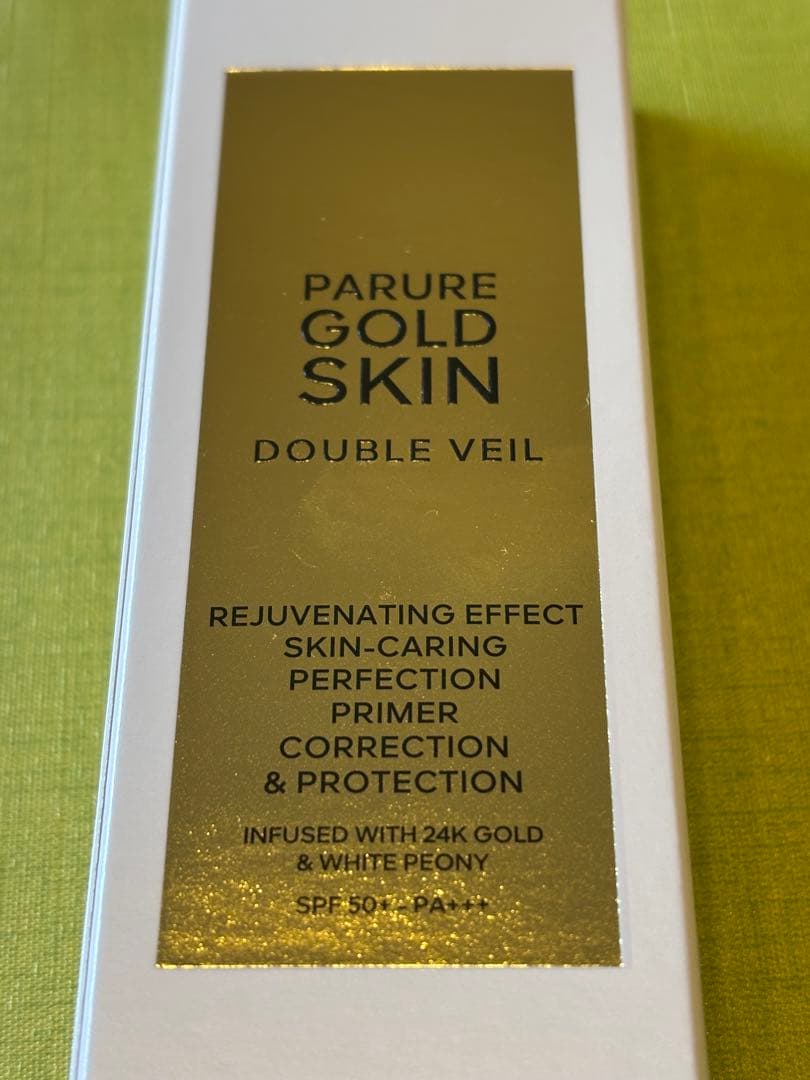 PARURE
GOLD
SKIN
DOUBLE VEIL
REJUVENATING EFFECT
SKIN-CARING
PERFECTION
PRIMER
CORRECTION
& PROTECTION
INFUSED WITH 24K GOLD
& WHITE PEONY
SPF 50+ - PA+++